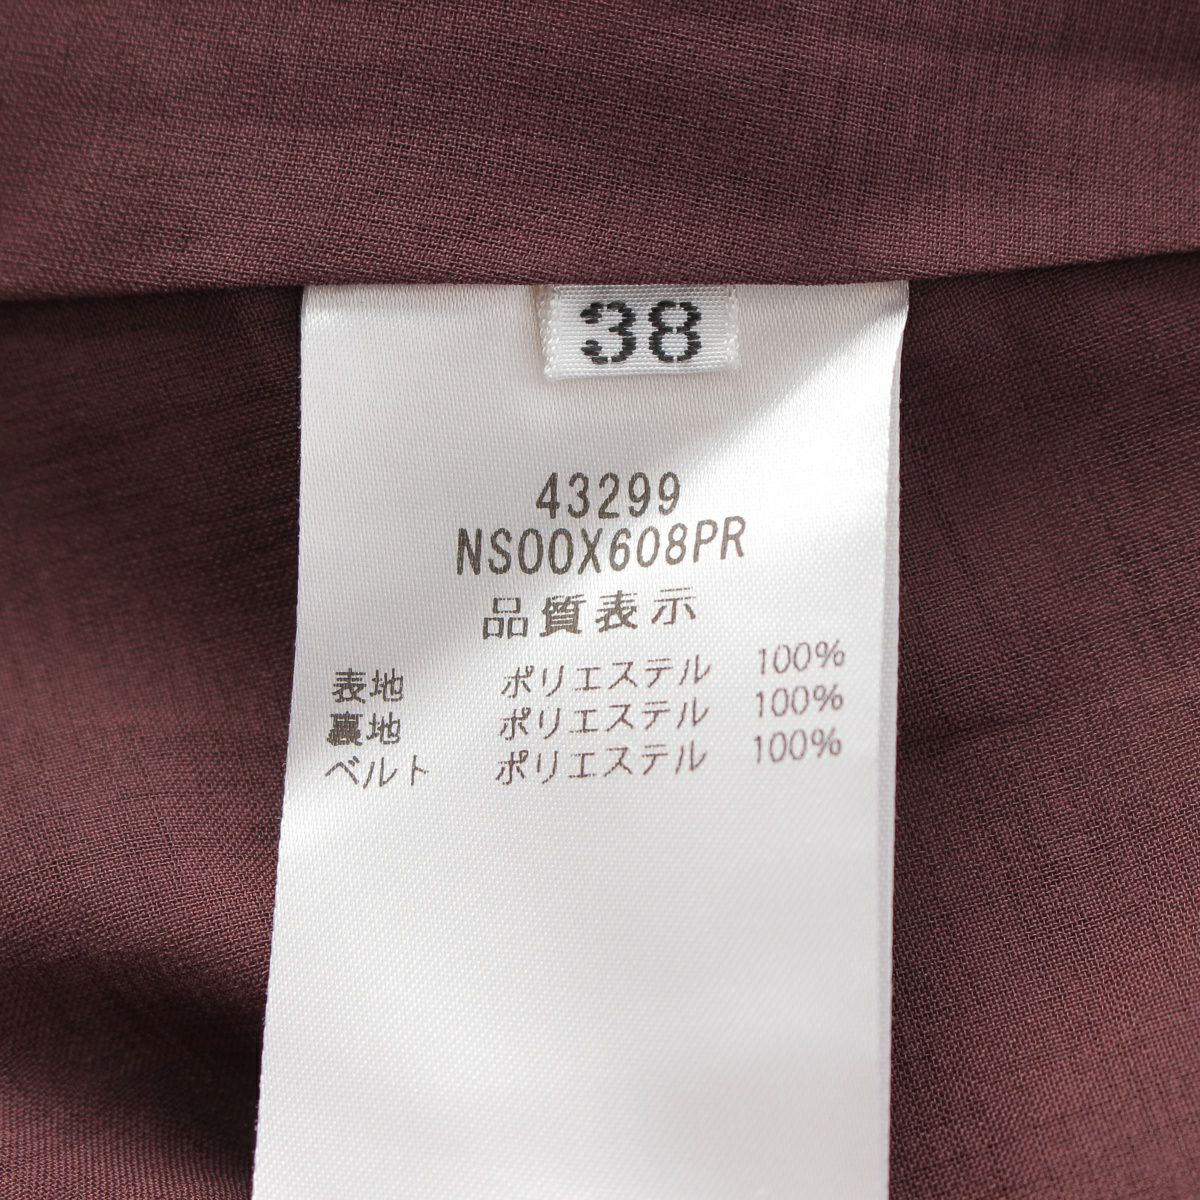 38
43299
NS00X608PR
品質表示
表地 ポリエステル 100%
裏地 ポリエステル 100%
ベルト ポリエステル 100%